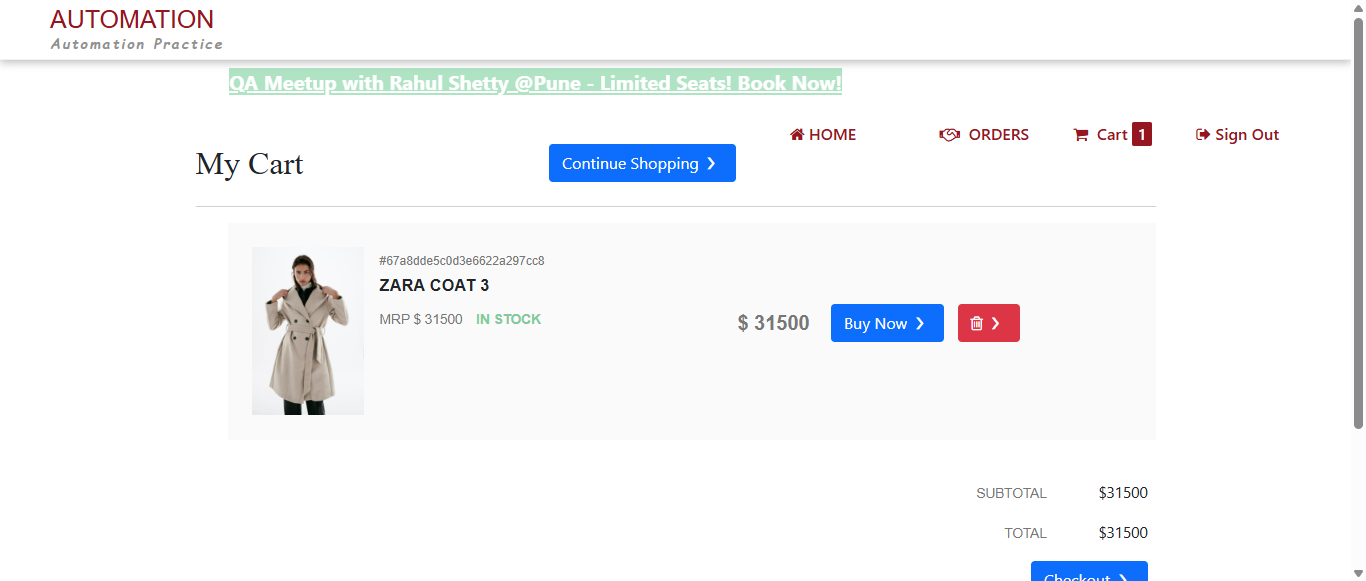 AUTOMATION
Automation Practice
QA Meetup with Rahul Shetty @Pune - Limited Seats! Book Now!
HOME ORDERS Cart 1 Sign Out
My Cart Continue Shopping
#67a8dde5c0d3e6622a297cc8
ZARA COAT 3
MRP $ 31500 IN STOCK
$ 31500 Buy Now
SUBTOTAL $31500
TOTAL $31500
Checkout